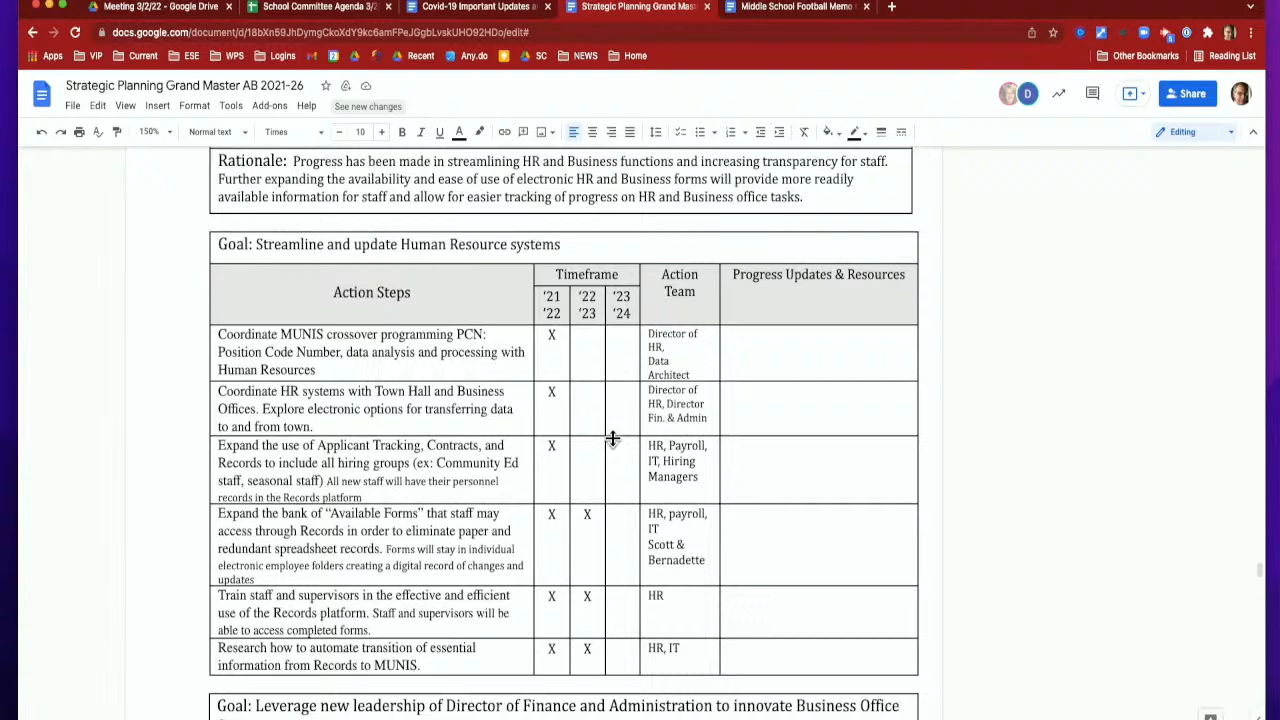 Meeting 3/2/22 - Google Drive
School Committee Agenda 3/2
Covid-19 Important Updates a
Strategic Planning Grand Mast
Middle School Football Memo
docs.google.com/document/d/18bXn59JhDymgCkoXdY9kc6amFPeJGgbLvskUHO92HDo/edit#
Apps VIP Current ESE WPS Logins Recent Any.do SC NEWS Home Other Bookmarks Reading List
Strategic Planning Grand Master AB 2021-26
File Edit View Insert Format Tools Add-ons Help See new changes
D Share
150% Normal text Times 10 B I U A Editing
Rationale: Progress has been made in streamlining HR and Business functions and increasing transparency for staff.
Further expanding the availability and ease of use of electronic HR and Business forms will provide more readily
available information for staff and allow for easier tracking of progress on HR and Business office tasks.
Goal: Streamline and update Human Resource systems
Action Steps
Timeframe
'21 '22 '23
'22 '23 '24
Action
Team
Progress Updates & Resources
Coordinate MUNIS crossover programming PCN:
Position Code Number, data analysis and processing with
Human Resources
X
Director of
HR,
Data
Architect
Coordinate HR systems with Town Hall and Business
Offices. Explore electronic options for transferring data
to and from town.
X
Director of
HR, Director
Fin. & Admin
Expand the use of Applicant Tracking, Contracts, and
Records to include all hiring groups (ex: Community Ed
staff, seasonal staff) All new staff will have their personnel
records in the Records platform
X
HR, Payroll,
IT, Hiring
Managers
Expand the bank of “Available Forms” that staff may
access through Records in order to eliminate paper and
redundant spreadsheet records. Forms will stay in individual
electronic employee folders creating a digital record of changes and
updates
X X
HR, payroll,
IT
Scott &
Bernadette
Train staff and supervisors in the effective and efficient
use of the Records platform. Staff and supervisors will be
able to access completed forms.
X X
HR
Research how to automate transition of essential
information from Records to MUNIS.
X X
HR, IT
Goal: Leverage new leadership of Director of Finance and Administration to innovate Business Office